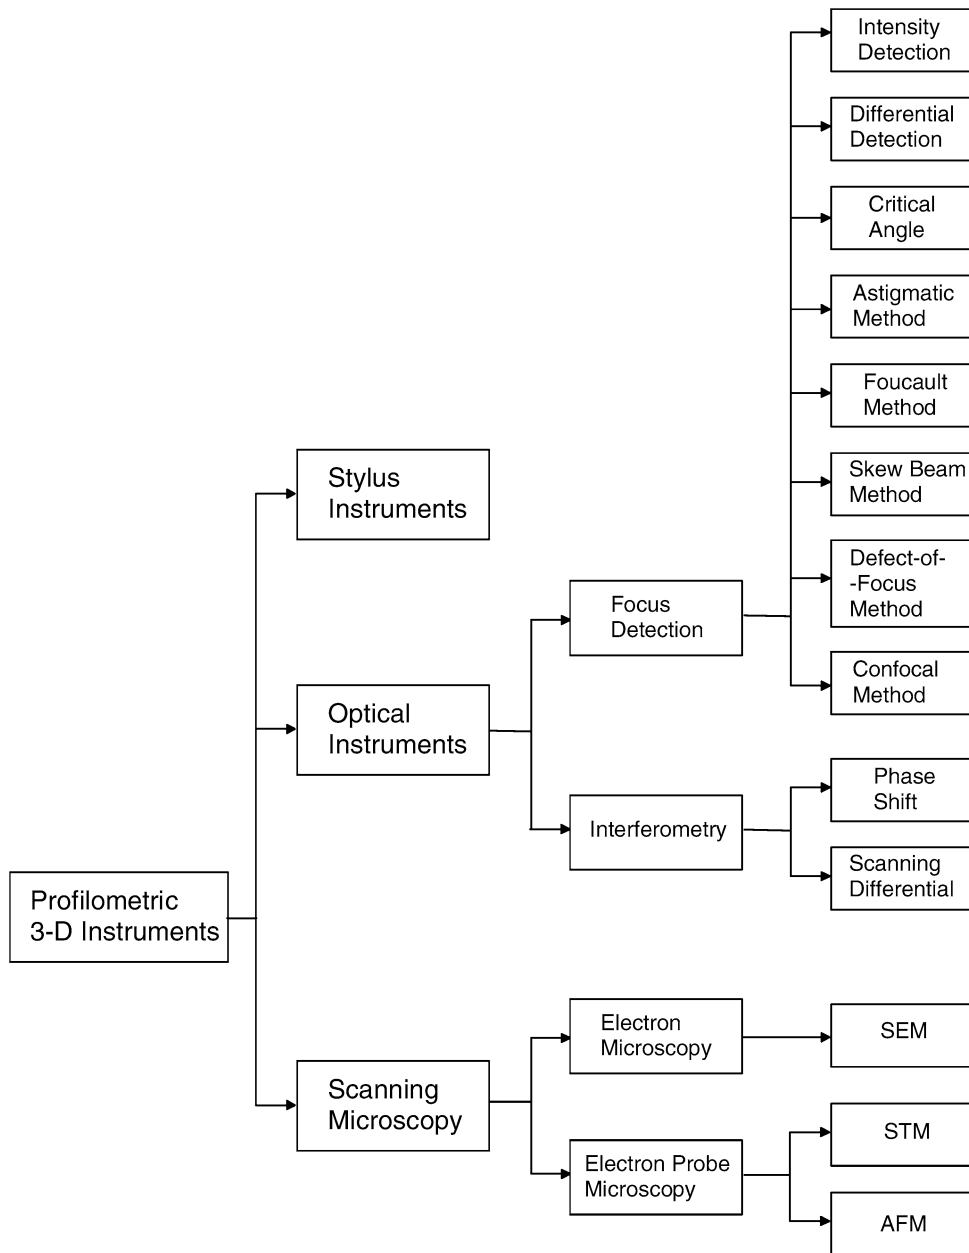 Intensity
Detection
Differential
Detection
Critical
Angle
Astigmatic
Method
Foucault
Method
Stylus
Instruments
Skew Beam
Method
Defect-of-
-Focus
Method
Focus
Detection
Confocal
Method
Optical
Instruments
Phase
Shift
Interferometry
Scanning
Differential
Profilometric
3-D Instruments
Electron
Microscopy
SEM
Scanning
Microscopy
STM
Electron Probe
Microscopy
AFM